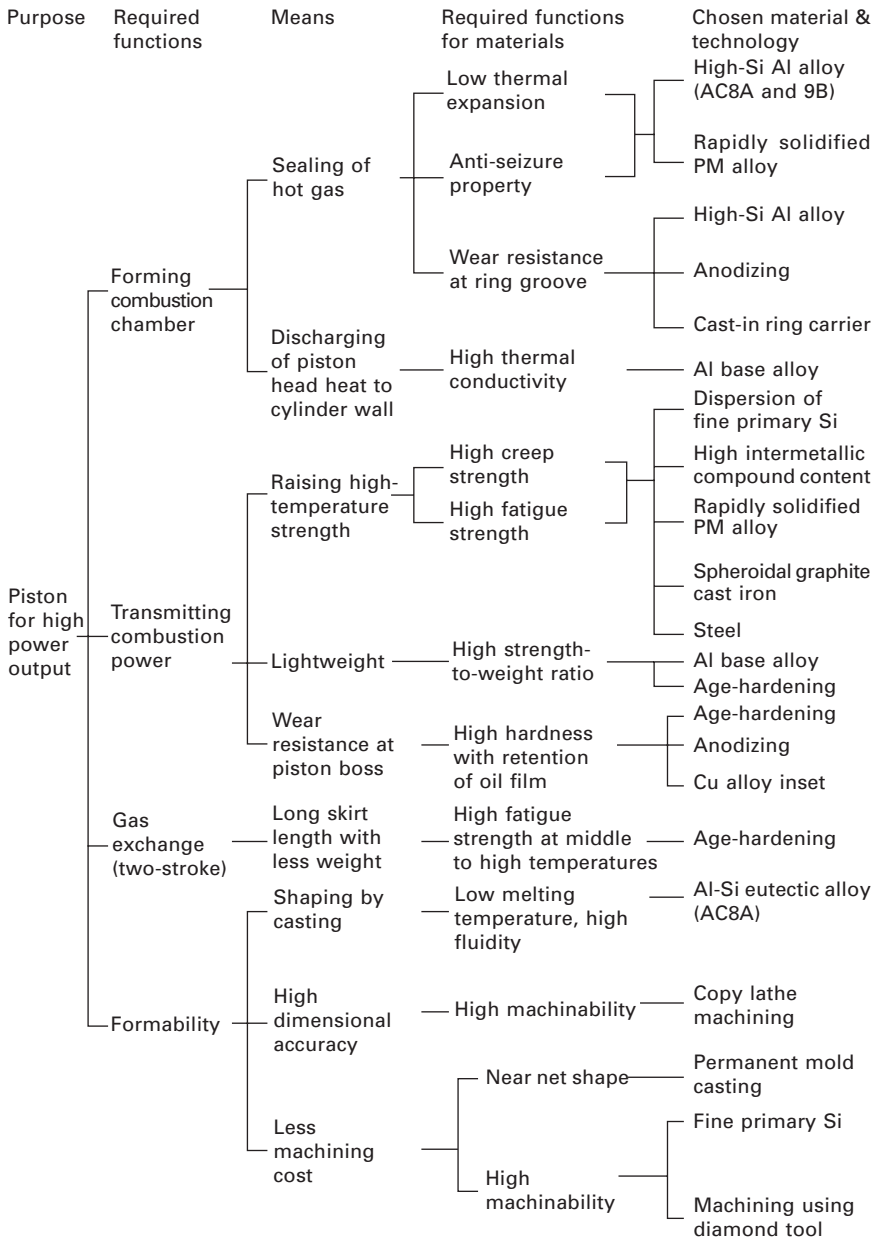 Purpose
Required
functions
Means
Required functions
for materials
Chosen material &
technology
Piston
for high
power
output
Forming
combustion
chamber
Sealing of
hot gas
Low thermal
expansion
High-Si Al alloy
(AC8A and 9B)
Anti-seizure
property
Rapidly solidified
PM alloy
Wear resistance
at ring groove
High-Si Al alloy
Anodizing
Cast-in ring carrier
Discharging
of piston
head heat to
cylinder wall
High thermal
conductivity
Al base alloy
Transmitting
combustion
power
Raising high-
temperature
strength
High creep
strength
High fatigue
strength
Dispersion of
fine primary Si
High intermetallic
compound content
Rapidly solidified
PM alloy
Spheroidal graphite
cast iron
Steel
Lightweight
High strength-
to-weight ratio
Al base alloy
Age-hardening
Wear
resistance at
piston boss
High hardness
with retention
of oil film
Age-hardening
Anodizing
Cu alloy inset
Gas
exchange
(two-stroke)
Long skirt
length with
less weight
High fatigue
strength at middle
to high temperatures
Age-hardening
Formability
Shaping by
casting
Low melting
temperature, high
fluidity
Al-Si eutectic alloy
(AC8A)
High
dimensional
accuracy
High machinability
Copy lathe
machining
Less
machining
cost
Near net shape
Permanent mold
casting
High
machinability
Fine primary Si
Machining using
diamond tool